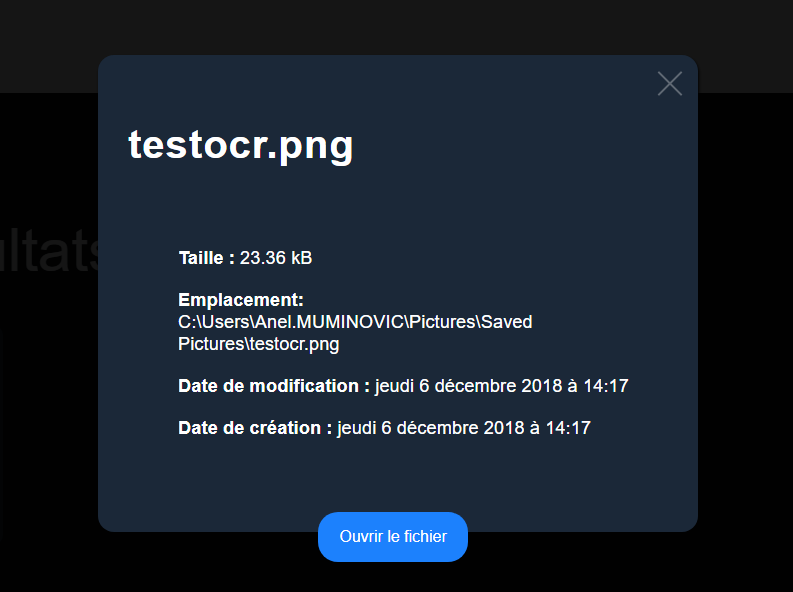 testocr.png
ultats
Taille : 23.36 kB
Emplacement:
C:\Users\Anel.MUMINOVIC\Pictures\Saved
Pictures\testocr.png
Date de modification : jeudi 6 décembre 2018 à 14:17
Date de création : jeudi 6 décembre 2018 à 14:17
Ouvrir le fichier